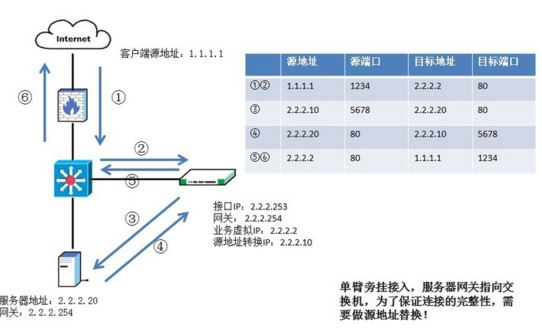 Internet
客户端源地址：1.1.1.1
源地址 源端口 目标地址 目标端口
①② 1.1.1.1 1234 2.2.2.2 80
③ 2.2.2.10 5678 2.2.2.20 80
④ 2.2.2.20 80 2.2.2.10 5678
⑤⑥ 2.2.2.2 80 1.1.1.1 1234
⑥
①
②
⑤
③
④
接口IP：2.2.2.253
网关：2.2.2.254
业务虚拟IP：2.2.2.2
源地址转换IP：2.2.2.10
服务器地址：2.2.2.20
网关：2.2.2.254
单臂旁挂接入，服务器网关指向交
换机，为了保证连接的完整性，需
要做源地址替换！